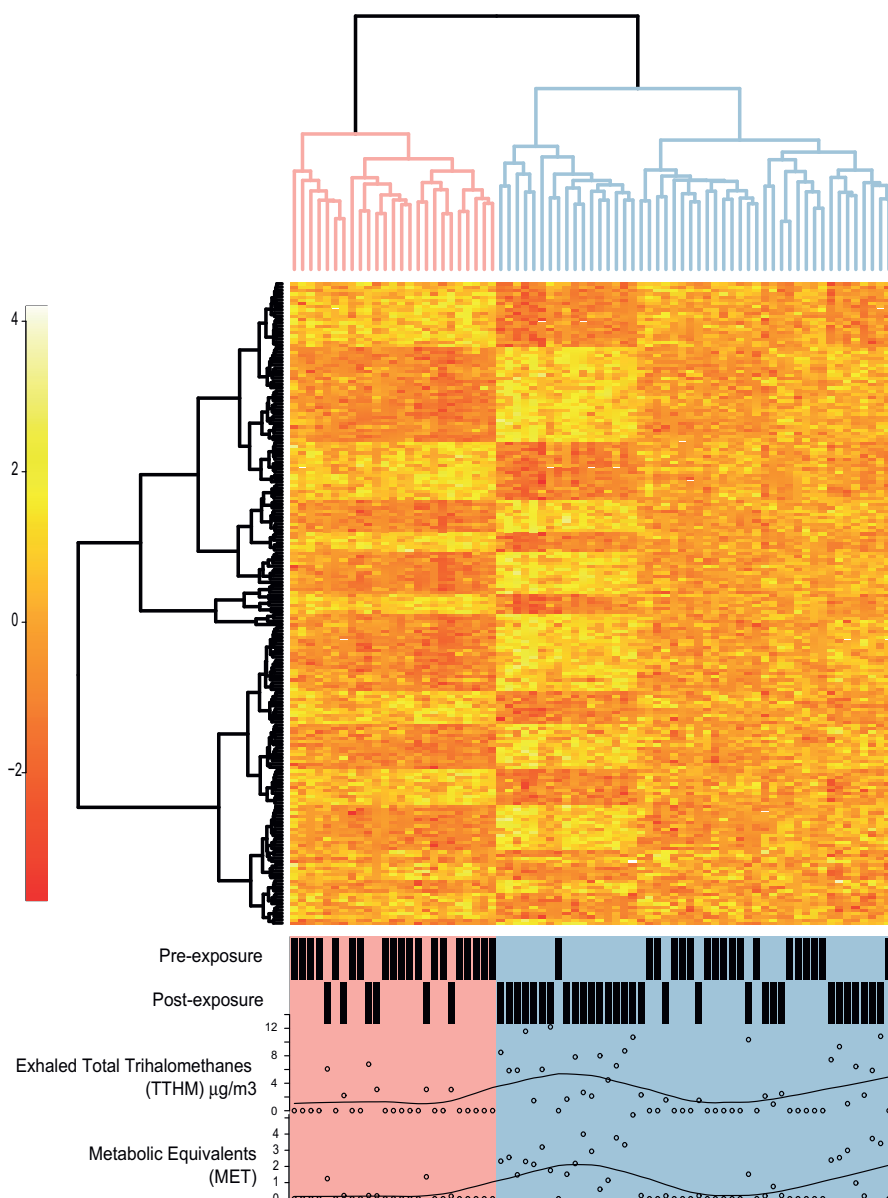 4
2
0
−2
Pre-exposure
Post-exposure
12
8
4
0
Exhaled Total Trihalomethanes
(TTHM) μg/m3
4
3
2
1
0
Metabolic Equivalents
(MET)